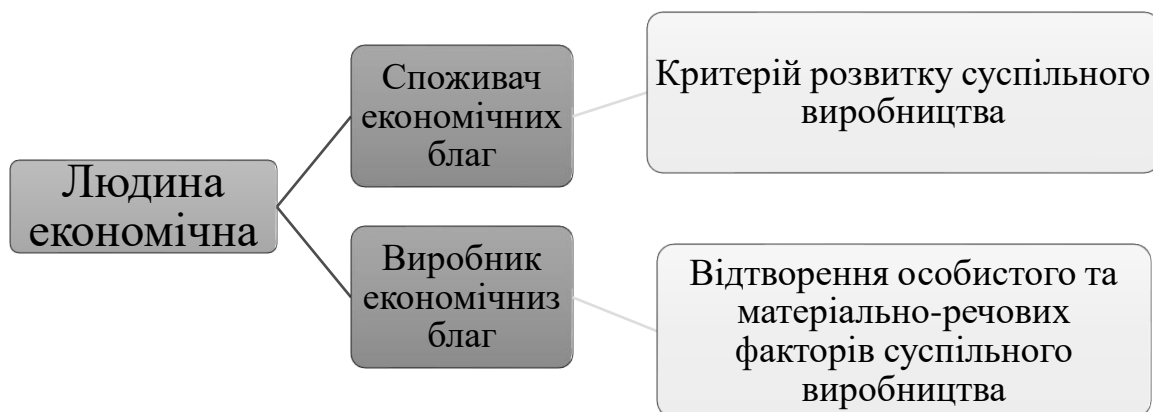 Людина
економічна
Споживач
економічних
благ
Критерій розвитку суспільного
виробництва
Виробник
економічниз
благ
Відтворення особистого та
матеріально-речових
факторів суспільного
виробництва